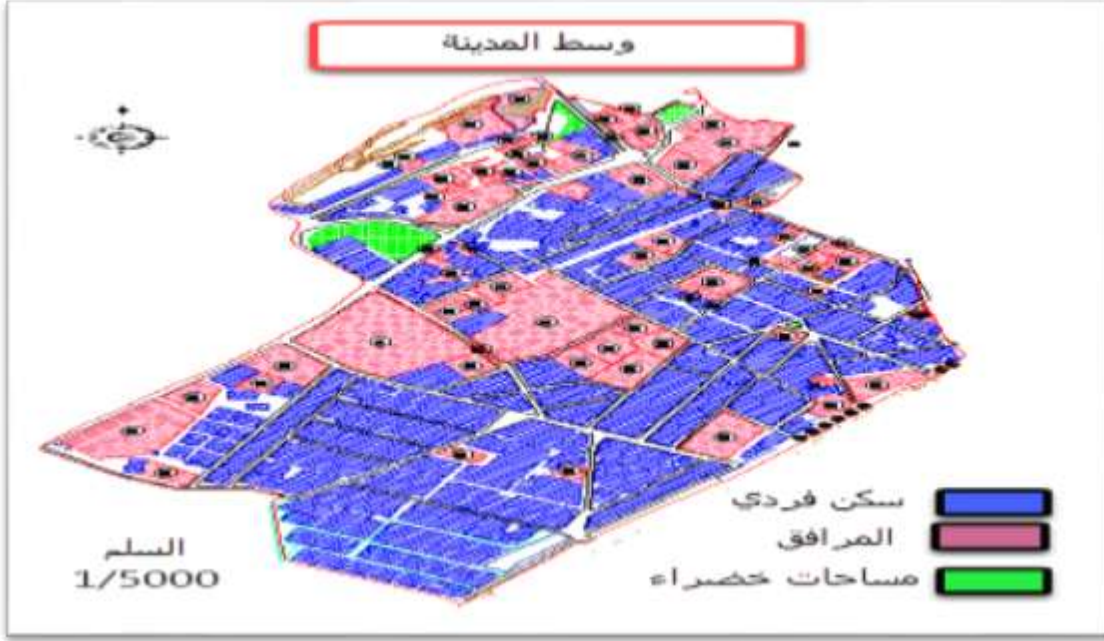 وسط المدينة
سكن فردي
المرافق
مساحات خضراء
السلم
1/5000